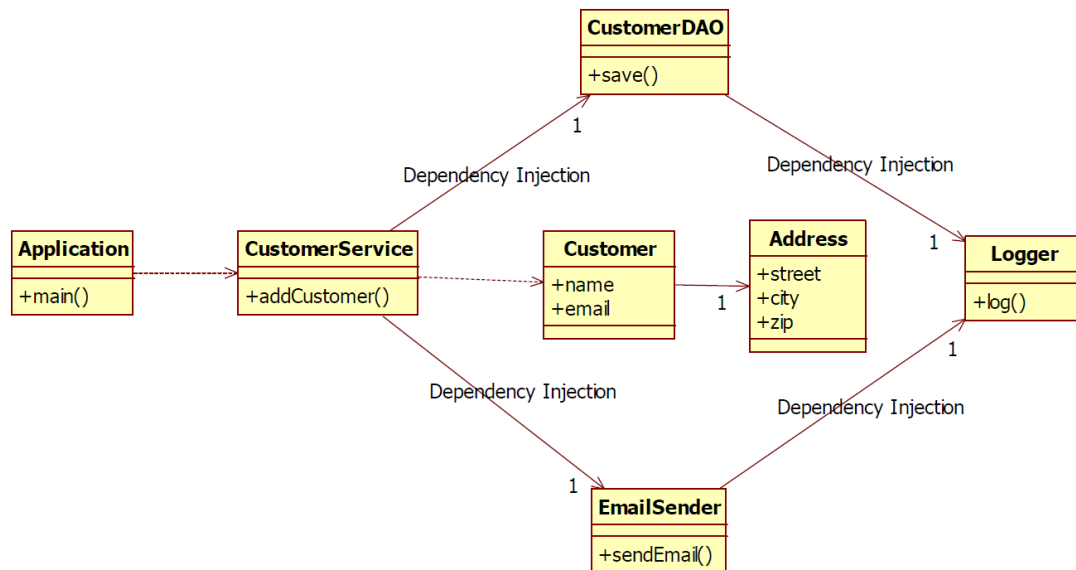 CustomerDAO
+save()
1
Dependency Injection
Dependency Injection
Application
+main()
CustomerService
+addCustomer()
Customer
+name
+email
1
Address
+street
+city
+zip
1
Logger
+log()
1
Dependency Injection
Dependency Injection
1
EmailSender
+sendEmail()